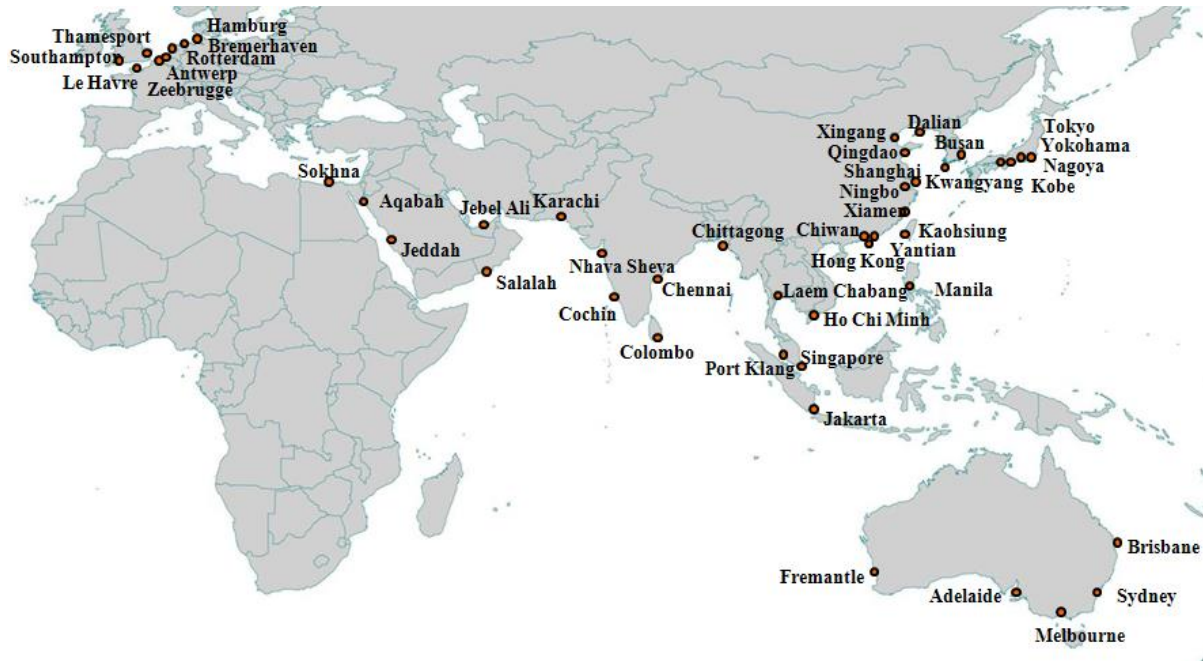 Hamburg
Thamesport
Bremerhaven
Southampton
Rotterdam
Antwerp
Le Havre
Zeebrugge
Tokyo
Dalian
Xingang
Busan
Yokohama
Qingdao
Nagoya
Shanghai
Kwangyang
Kobe
Ningbo
Sokhna
Aqabah
Jebel Ali
Karachi
Xiamen
Chittagong
Chiwan
Kaohsiung
Jeddah
Yantian
Hong Kong
Nhava Sheva
Salalah
Chennai
Laem Chabang
Manila
Cochin
Ho Chi Minh
Colombo
Singapore
Port Klang
Jakarta
Brisbane
Fremantle
Adelaide
Sydney
Melbourne